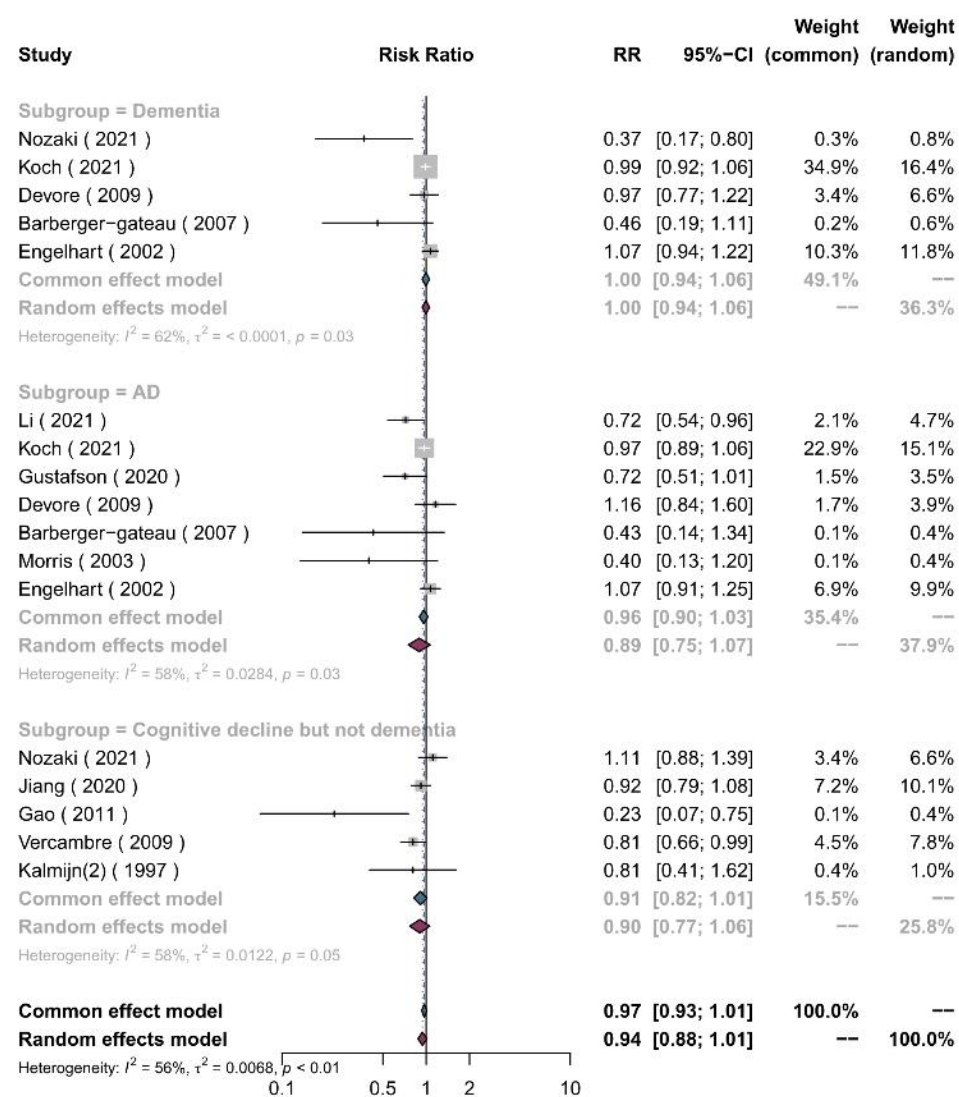 Weight Weight
Study Risk Ratio RR 95%−CI (common) (random)
Subgroup = Dementia
Nozaki ( 2021 ) 0.37 [0.17; 0.80] 0.3% 0.8%
Koch ( 2021 ) 0.99 [0.92; 1.06] 34.9% 16.4%
Devore ( 2009 ) 0.97 [0.77; 1.22] 3.4% 6.6%
Barberger−gateau ( 2007 ) 0.46 [0.19; 1.11] 0.2% 0.6%
Engelhart ( 2002 ) 1.07 [0.94; 1.22] 10.3% 11.8%
Common effect model 1.00 [0.94; 1.06] 49.1% −−
Random effects model 1.00 [0.94; 1.06] −− 36.3%
Heterogeneity: I² = 62%, τ² = < 0.0001, p = 0.03
Subgroup = AD
Li ( 2021 ) 0.72 [0.54; 0.96] 2.1% 4.7%
Koch ( 2021 ) 0.97 [0.89; 1.06] 22.9% 15.1%
Gustafson ( 2020 ) 0.72 [0.51; 1.01] 1.5% 3.5%
Devore ( 2009 ) 1.16 [0.84; 1.60] 1.7% 3.9%
Barberger−gateau ( 2007 ) 0.43 [0.14; 1.34] 0.1% 0.4%
Morris ( 2003 ) 0.40 [0.13; 1.20] 0.1% 0.4%
Engelhart ( 2002 ) 1.07 [0.91; 1.25] 6.9% 9.9%
Common effect model 0.96 [0.90; 1.03] 35.4% −−
Random effects model 0.89 [0.75; 1.07] −− 37.9%
Heterogeneity: I² = 58%, τ² = 0.0284, p = 0.03
Subgroup = Cognitive decline but not dementia
Nozaki ( 2021 ) 1.11 [0.88; 1.39] 3.4% 6.6%
Jiang ( 2020 ) 0.92 [0.79; 1.08] 7.2% 10.1%
Gao ( 2011 ) 0.23 [0.07; 0.75] 0.1% 0.4%
Vercambre ( 2009 ) 0.81 [0.66; 0.99] 4.5% 7.8%
Kalmijn(2) ( 1997 ) 0.81 [0.41; 1.62] 0.4% 1.0%
Common effect model 0.91 [0.82; 1.01] 15.5% −−
Random effects model 0.90 [0.77; 1.06] −− 25.8%
Heterogeneity: I² = 58%, τ² = 0.0122, p = 0.05
Common effect model 0.97 [0.93; 1.01] 100.0% −−
Random effects model 0.94 [0.88; 1.01] −− 100.0%
Heterogeneity: I² = 56%, τ² = 0.0068, p < 0.01
0.1 0.5 1 2 10